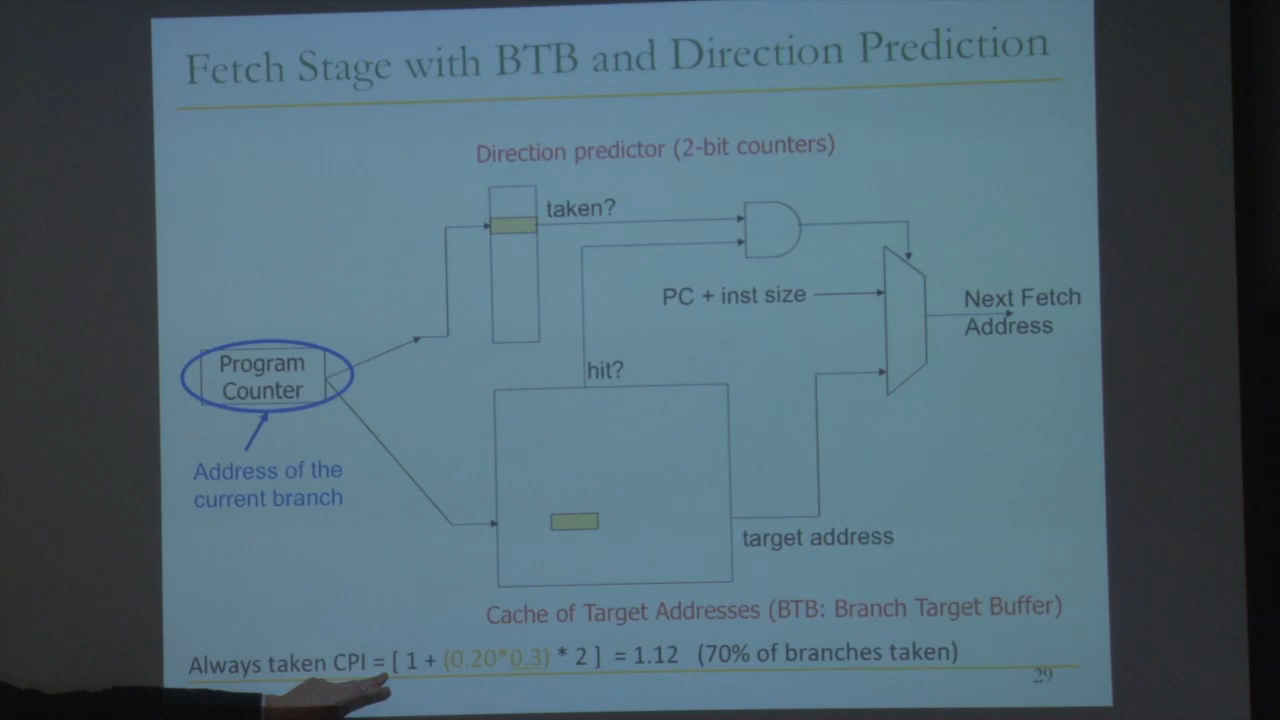 Fetch Stage with BTB and Direction Prediction
Direction predictor (2-bit counters)
taken?
PC + inst size
Next Fetch
Address
hit?
Program
Counter
Address of the
current branch
target address
Cache of Target Addresses (BTB: Branch Target Buffer)
Always taken CPI = [ 1 + (0.20*0.3) * 2 ] = 1.12 (70% of branches taken)
29